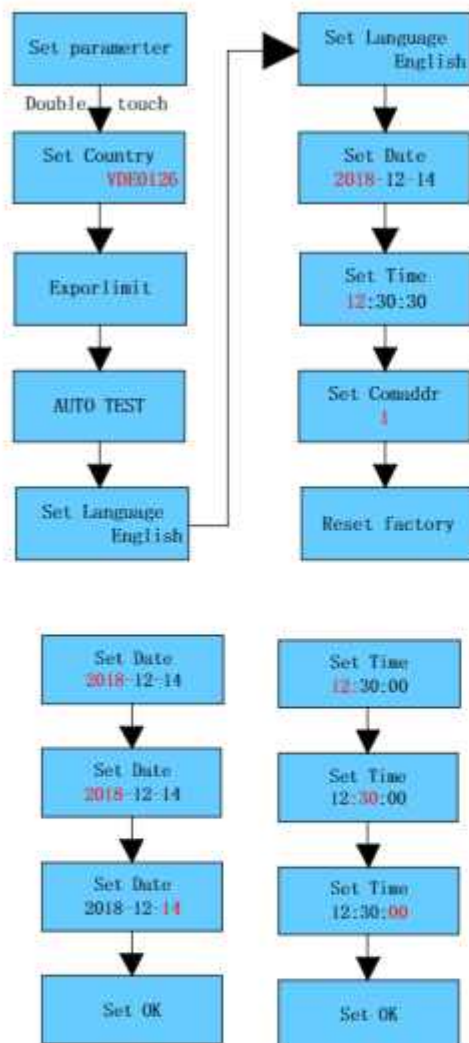 Set paramerter
Double touch
Set Country
VDE0126
Exporlimit
AUTO TEST
Set Language
English
Set Language
English
Set Date
2018-12-14
Set Time
12:30:30
Set Comaddr
1
Reset factory
Set Date
2018-12-14
Set Date
2018-12-14
Set Date
2018-12-14
Set OK
Set Time
12:30:00
Set Time
12:30:00
Set Time
12:30:00
Set OK